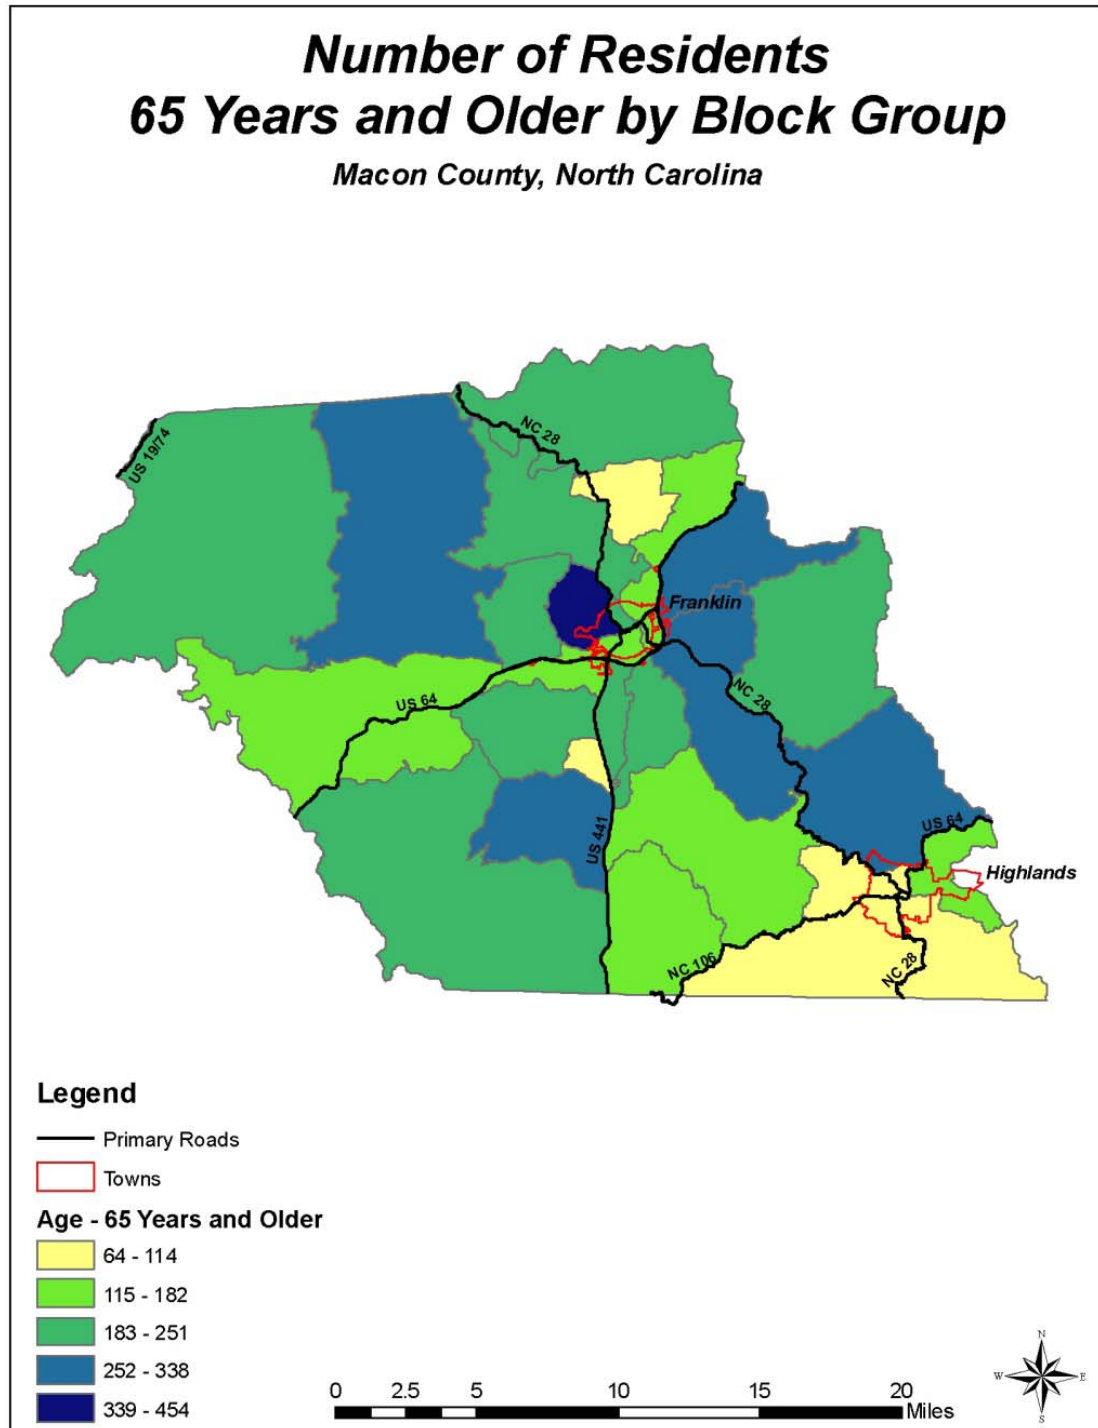 Number of Residents
65 Years and Older by Block Group
Macon County, North Carolina
NC 28
US 19/74
Franklin
NC 28
US 64
US 441
US 64
Highlands
NC 106
NC 28
Legend
Primary Roads
Towns
Age - 65 Years and Older
64 - 114
115 - 182
183 - 251
252 - 338
339 - 454
0 2.5 5 10 15 20
Miles
N
W E
S